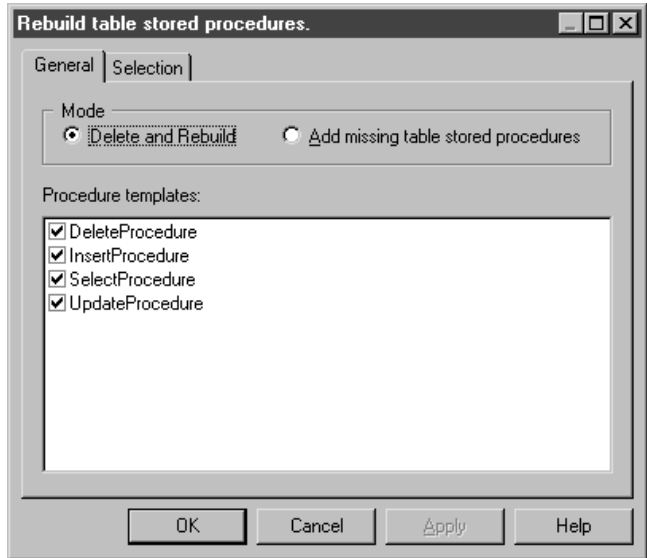 Rebuild table stored procedures.
General Selection
Mode
Delete and Rebuild Add missing table stored procedures
Procedure templates:
DeleteProcedure
InsertProcedure
SelectProcedure
UpdateProcedure
OK Cancel Apply Help